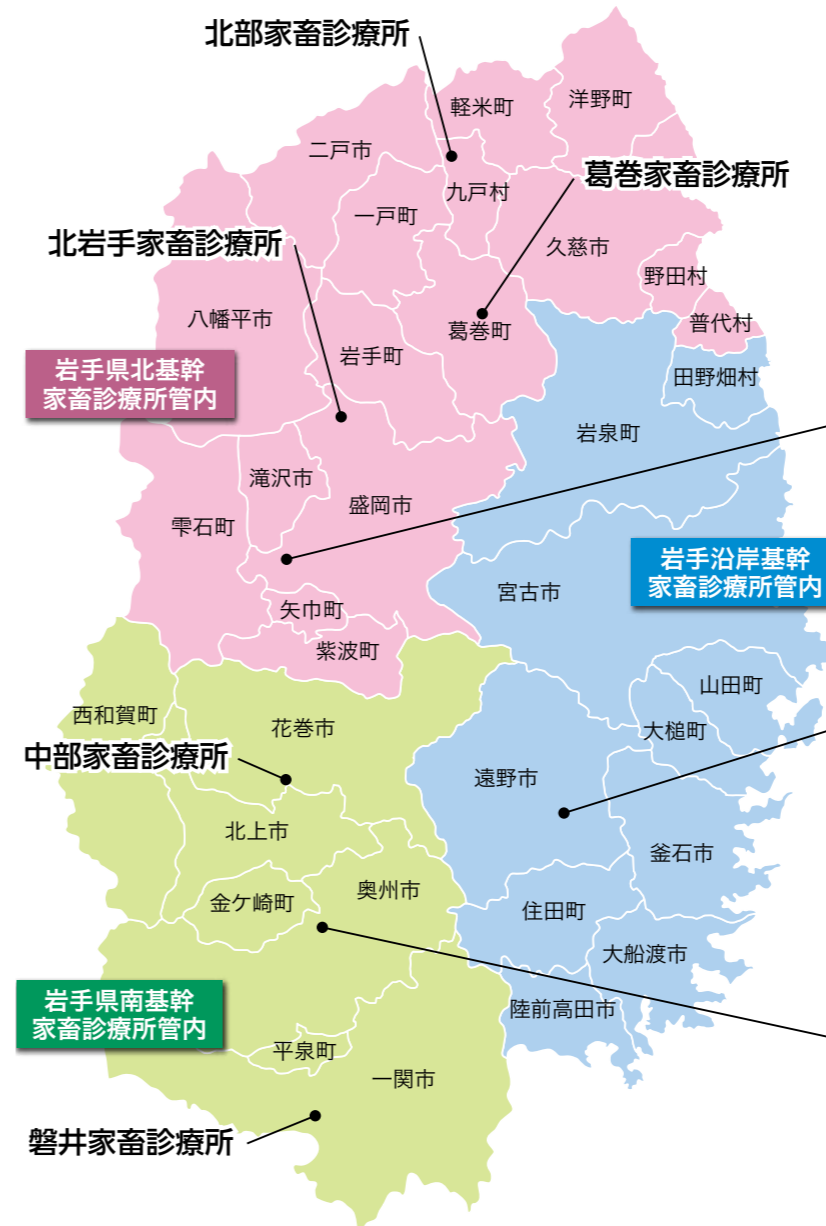 北部家畜診療所
軽米町
洋野町
二戸市
葛巻家畜診療所
九戸村
一戸町
北岩手家畜診療所
久慈市
野田村
八幡平市
普代村
葛巻町
岩手町
岩手県北基幹
家畜診療所管内
田野畑村
岩泉町
滝沢市
盛岡市
雫石町
岩手沿岸基幹
家畜診療所管内
宮古市
矢巾町
紫波町
山田町
西和賀町
花巻市
大槌町
中部家畜診療所
遠野市
北上市
釜石市
金ケ崎町
奥州市
住田町
大船渡市
岩手県南基幹
家畜診療所管内
陸前高田市
平泉町
一関市
磐井家畜診療所